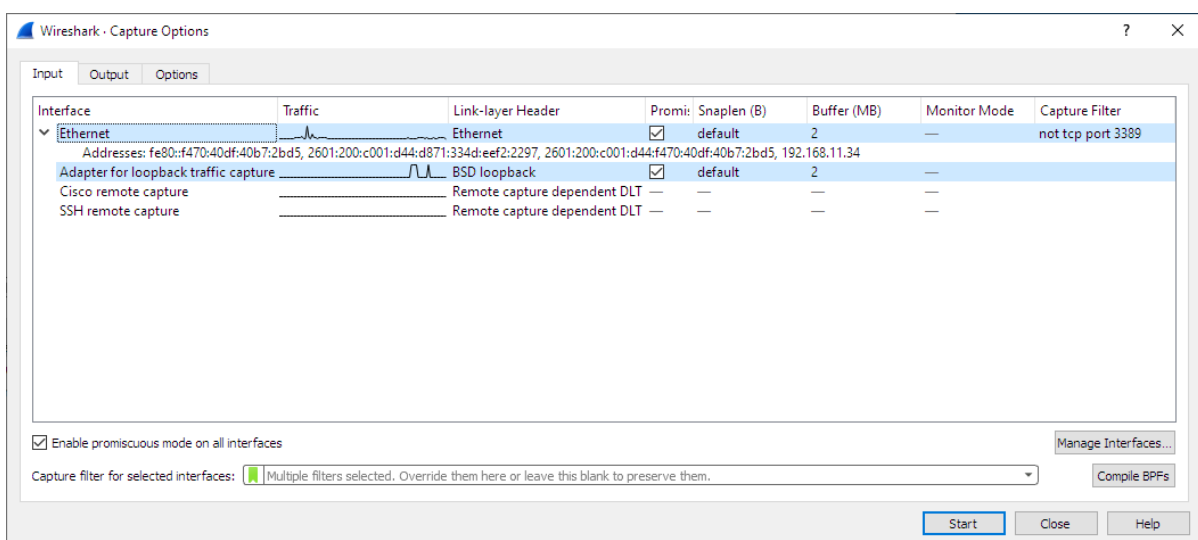 Wireshark · Capture Options ?
Input Output Options
Interface Traffic Link-layer Header Promi: Snaplen (B) Buffer (MB) Monitor Mode Capture Filter
Ethernet Ethernet default 2 — not tcp port 3389
Addresses: fe80::f470:40df:40b7:2bd5, 2601:200:c001:d44:d871:334d:eef2:2297, 2601:200:c001:d44:f470:40df:40b7:2bd5, 192.168.11.34
Adapter for loopback traffic capture BSD loopback default 2 —
Cisco remote capture Remote capture dependent DLT — — — —
SSH remote capture Remote capture dependent DLT — — — —
Enable promiscuous mode on all interfaces Manage Interfaces...
Capture filter for selected interfaces: Multiple filters selected. Override them here or leave this blank to preserve them. Compile BPFs
Start Close Help